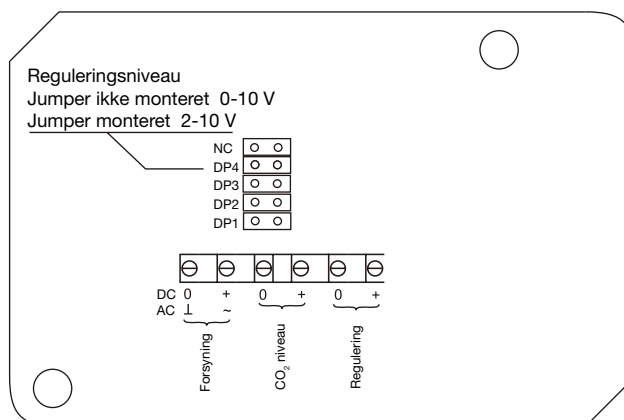 Reguleringsniveau
Jumper ikke monteret 0-10 V
Jumper monteret 2-10 V
NC
DP4
DP3
DP2
DP1
DC 0 + 0 + 0 +
AC ⊥ ~
Forsyning
CO₂ niveau
Regulering